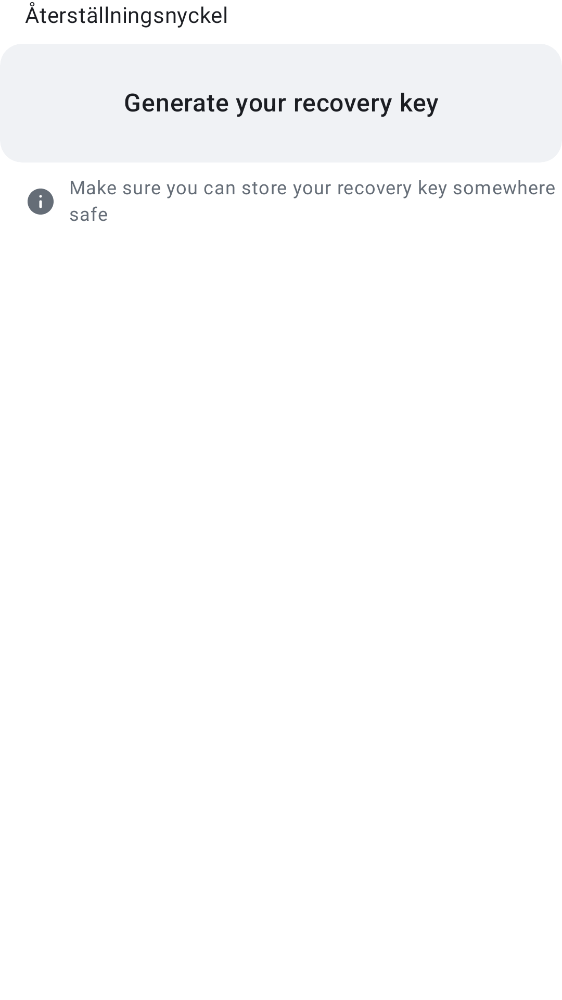 Återställningsnyckel
Generate your recovery key
Make sure you can store your recovery key somewhere
safe